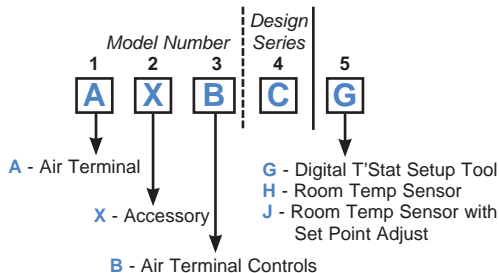 Model Number
Design
Series
1 2 3 4 5
A X B C G
A - Air Terminal
X - Accessory
B - Air Terminal Controls
G - Digital T'Stat Setup Tool
H - Room Temp Sensor
J - Room Temp Sensor with
Set Point Adjust